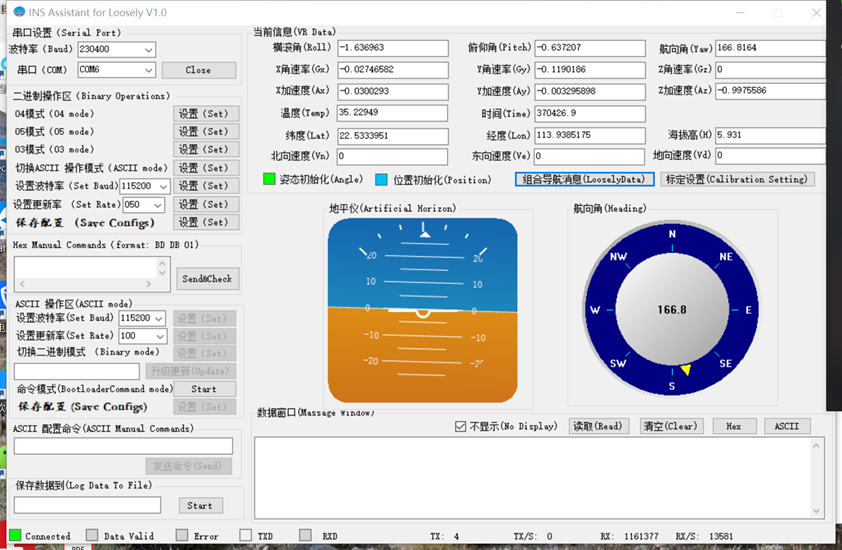 INS Assistant for Loosely V1.0
串口设置 (Serial Port)
波特率 (Baud) 230400
串口 (COM) COM6 Close
二进制操作区 (Binary Operations)
04模式 (04 mode) 设置 (Set)
05模式 (05 mode) 设置 (Set)
03模式 (03 mode) 设置 (Set)
切换ASCII 操作模式 (ASCII mode) 设置 (Set)
设置波特率(Set Baud) 115200 设置 (Set)
设置更新率 (Set Rate) 050 设置 (Set)
保存配置 (Save Configs) 设置 (Set)
Hex Manual Commands (format: BD DB 01)
Send&Check
ASCII 操作区(ASCII mode)
设置波特率(Set Baud) 115200 设置 (Set)
设置更新率(Set Rate) 100 设置 (Set)
切换二进制模式 (Binary mode) 设置 (Set)
升级更新(Update)
命令模式(BootloaderCommand mode) Start
保存配置 (Save Configs) 设置 (Set)
ASCII 配置命令(ASCII Manual Commands)
发送命令(Send)
保存数据到(Log Data To File)
Start
当前信息(VR Data)
横滚角(Roll) -1.636963 俯仰角(Pitch) -0.637207 航向角(Yaw) 166.8164
X角速率(Gx) -0.02746582 Y角速率(Gy) -0.1190186 Z角速率(Gz) 0
X加速度(Ax) -0.0300293 Y加速度(Ay) -0.003295898 Z加速度(Az) -0.9975586
温度(Temp) 35.22949 时间(Time) 370426.9
纬度(Lat) 22.5333951 经度(Lon) 113.9385175 海拔高(H) 5.931
北向速度(Vn) 0 东向速度(Ve) 0 地向速度(Vd) 0
姿态初始化(Angle) 位置初始化(Position) 组合导航消息(LooselyData) 标定设置(Calibration Setting)
地平仪(Artificial Horizon)
20 20
10 10
0 0
-10 -10
-20
航向角(Heading)
N
NW NE
W 166.8 E
SW SE
S
数据窗口(Massage Window)
不显示(No Display) 读取(Read) 清空(Clear) Hex ASCII
Connected Data Valid Error TXD RXD TX: 4 TX/S: 0 RX: 1161377 RX/S: 13581